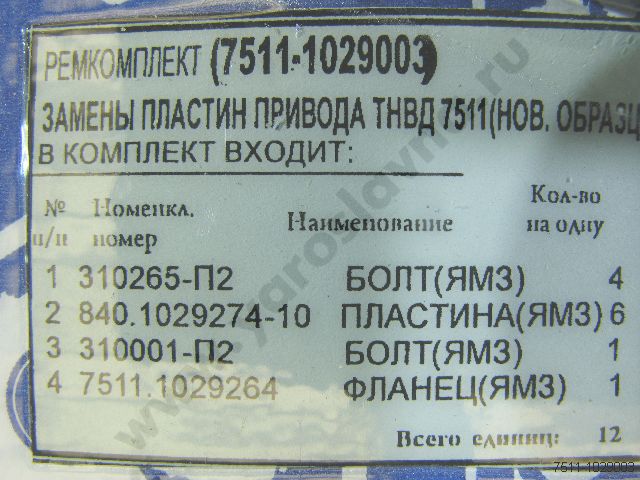 РЕМКОМПЛЕКТ (7511-1029003)
ЗАМЕНЫ ПЛАСТИН ПРИВОДА ТНВД 7511(НОВ. ОБРАЗЦ
В КОМПЛЕКТ ВХОДИТ:
№ Номенкл. Наименование Кол-во
п/п номер на одну
1 310265-П2 БОЛТ(ЯМЗ) 4
2 840.1029274-10 ПЛАСТИНА(ЯМЗ) 6
3 310001-П2 БОЛТ(ЯМЗ) 1
4 7511.1029264 ФЛАНЕЦ(ЯМЗ) 1
Всего единиц: 12
7511-1029003